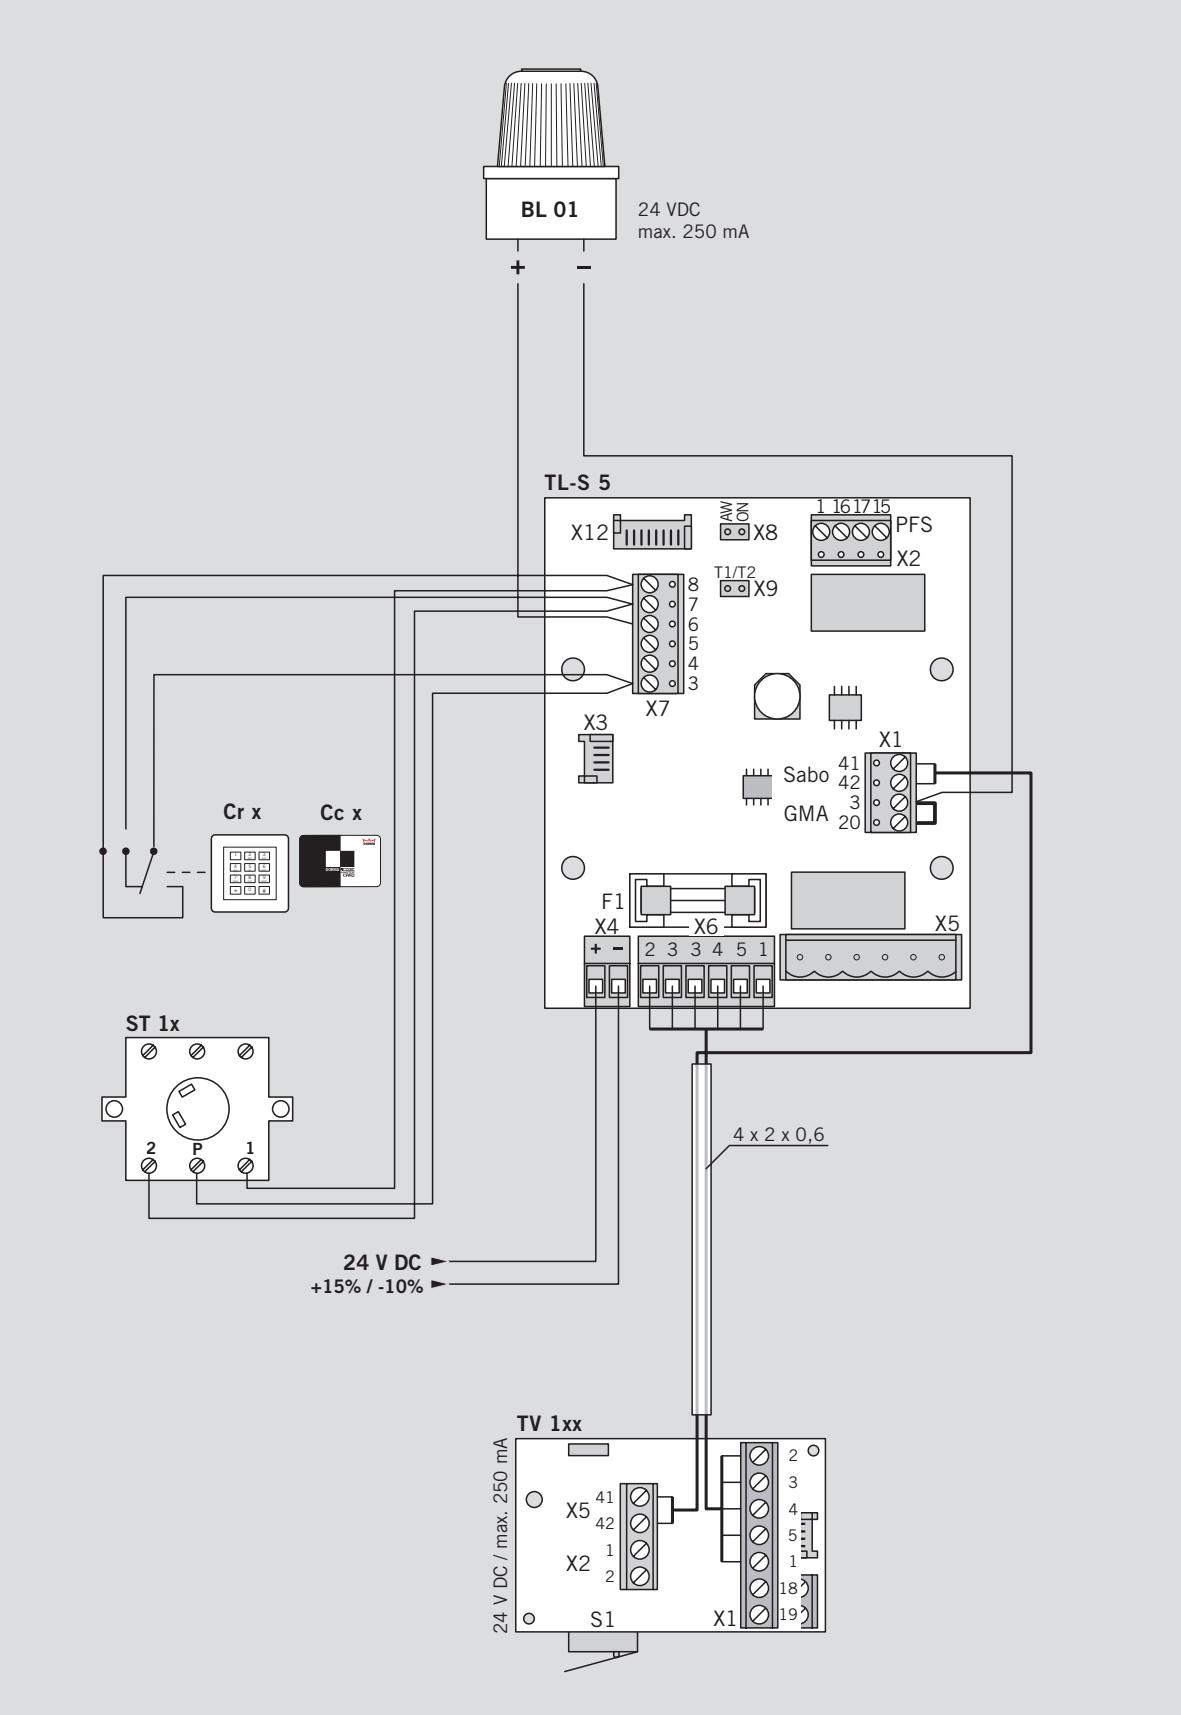 BL 01
24 VDC
max. 250 mA
+ −
TL-S 5
X12
AW
ON
X8
1 16 17 15
PFS
X2
T1/T2
X9
8
7
6
5
4
3
X7
X3
X1
Sabo
GMA
41
42
3
20
Cr x
Cc x
F1
X4
X6
X5
+ −
2 3 3 4 5 1
ST 1x
2 P 1
4 x 2 x 0,6
24 V DC
+15% / -10%
TV 1xx
24 V DC / max. 250 mA
X5
41
42
X2
1
2
S1
X1
2
3
4
5
1
18
19